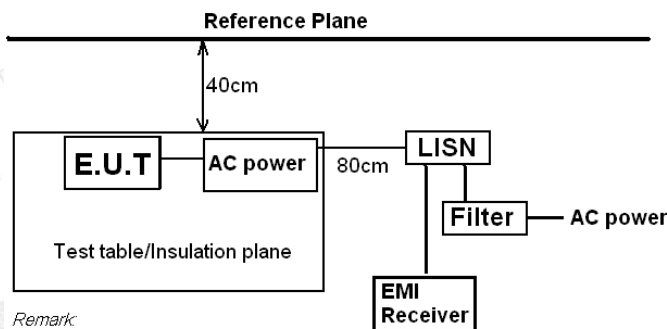 Reference Plane
40cm
E.U.T
AC power
80cm
LISN
Filter
AC power
Test table/Insulation plane
EMI
Receiver
Remark: